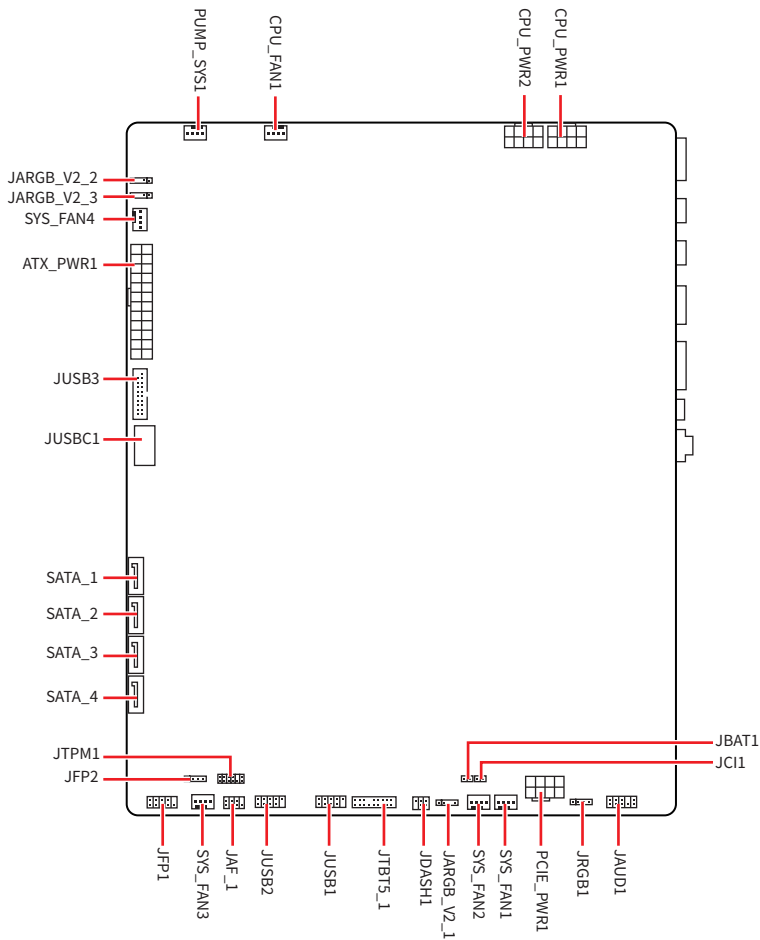 PUMP_SYS1
CPU_FAN1
CPU_PWR2
CPU_PWR1
JARGB_V2_2
JARGB_V2_3
SYS_FAN4
ATX_PWR1
JUSB3
JUSBC1
SATA_1
SATA_2
SATA_3
SATA_4
JTPM1
JFP2
JBAT1
JCI1
JFP1
SYS_FAN3
JAF_1
JUSB2
JUSB1
JTBT5_1
JDASH1
JARGB_V2_1
SYS_FAN2
SYS_FAN1
PCIE_PWR1
JRGB1
JAUD1